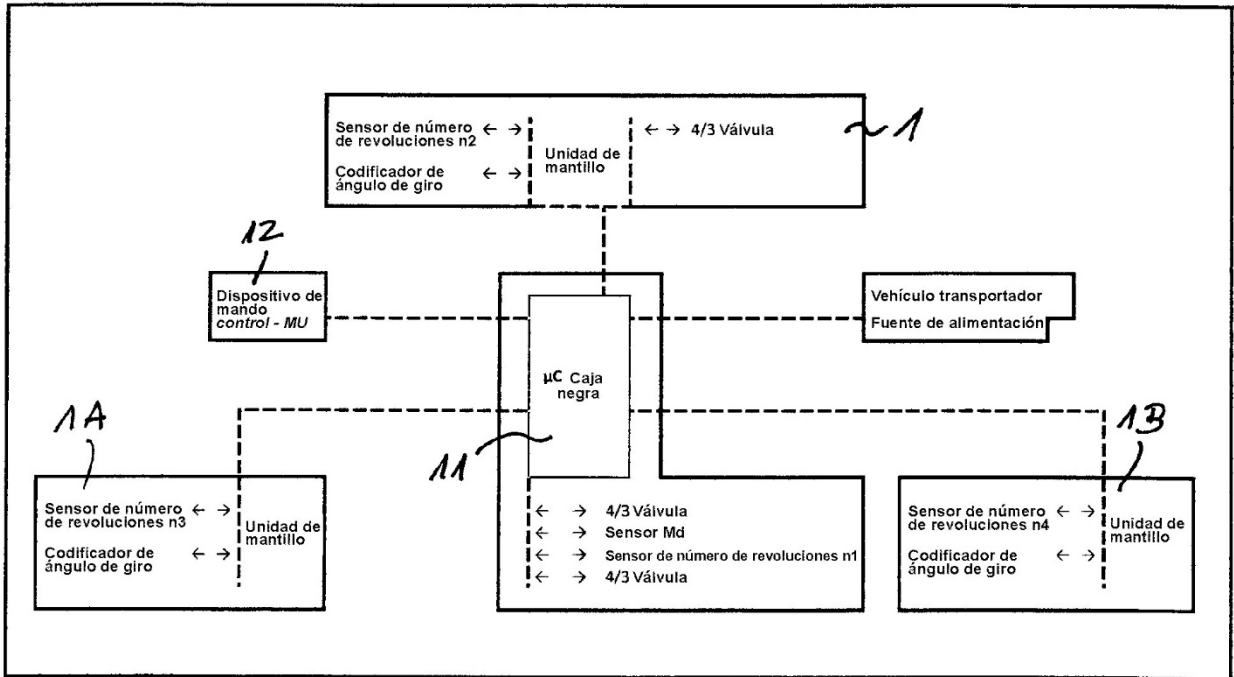 Sensor de número ← →
de revoluciones n2
Codificador de ← →
ángulo de giro
Unidad de
mantillo
← → 4/3 Válvula
1
12
Dispositivo de
mando
control - MU
Vehículo transportador
Fuente de alimentación
µC Caja
negra
11
1A
Sensor de número ← →
de revoluciones n3
Codificador de ← →
ángulo de giro
Unidad de
mantillo
← → 4/3 Válvula
← → Sensor Md
← → Sensor de número de revoluciones n1
← → 4/3 Válvula
1B
Sensor de número ← →
de revoluciones n4
Codificador de ← →
ángulo de giro
Unidad de
mantillo